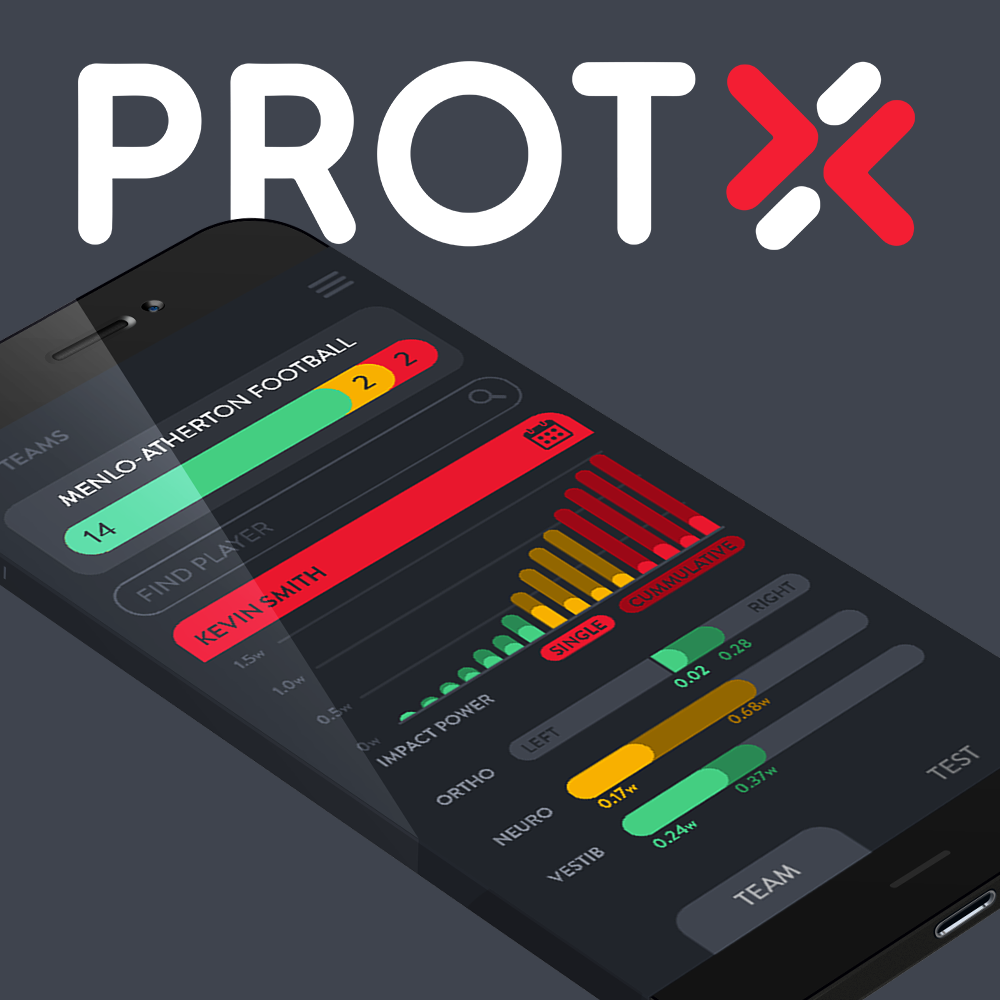 PROTX
TEAMS
MENLO-ATHERTON FOOTBALL
14 2 2
FIND PLAYER
KEVIN SMITH
1.5w
1.0w
0.5w
0w
IMPACT POWER
SINGLE
CUMMULATIVE
ORTHO
LEFT
RIGHT
0.02
0.28
NEURO
0.17w
0.68w
VESTIB
0.24w
0.37w
TEAM
TEST